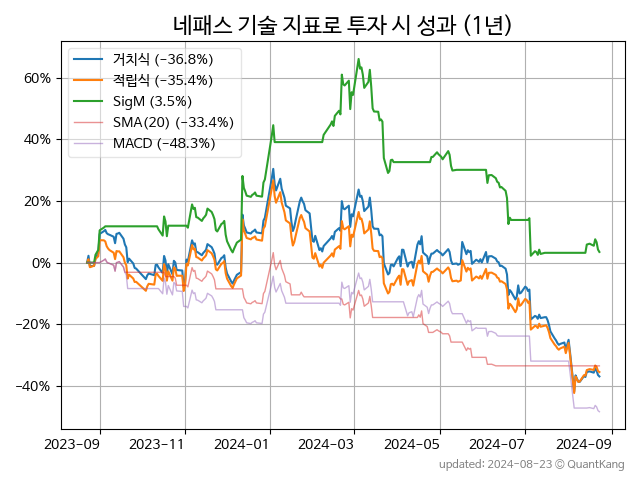 네패스 기술 지표로 투자 시 성과 (1년)
거치식 (−36.8%)
적립식 (−35.4%)
SigM (3.5%)
SMA(20) (−33.4%)
MACD (−48.3%)
60%
40%
20%
0%
−20%
−40%
2023-09 2023-11 2024-01 2024-03 2024-05 2024-07 2024-09
updated: 2024-08-23 ⓒ QuantKang